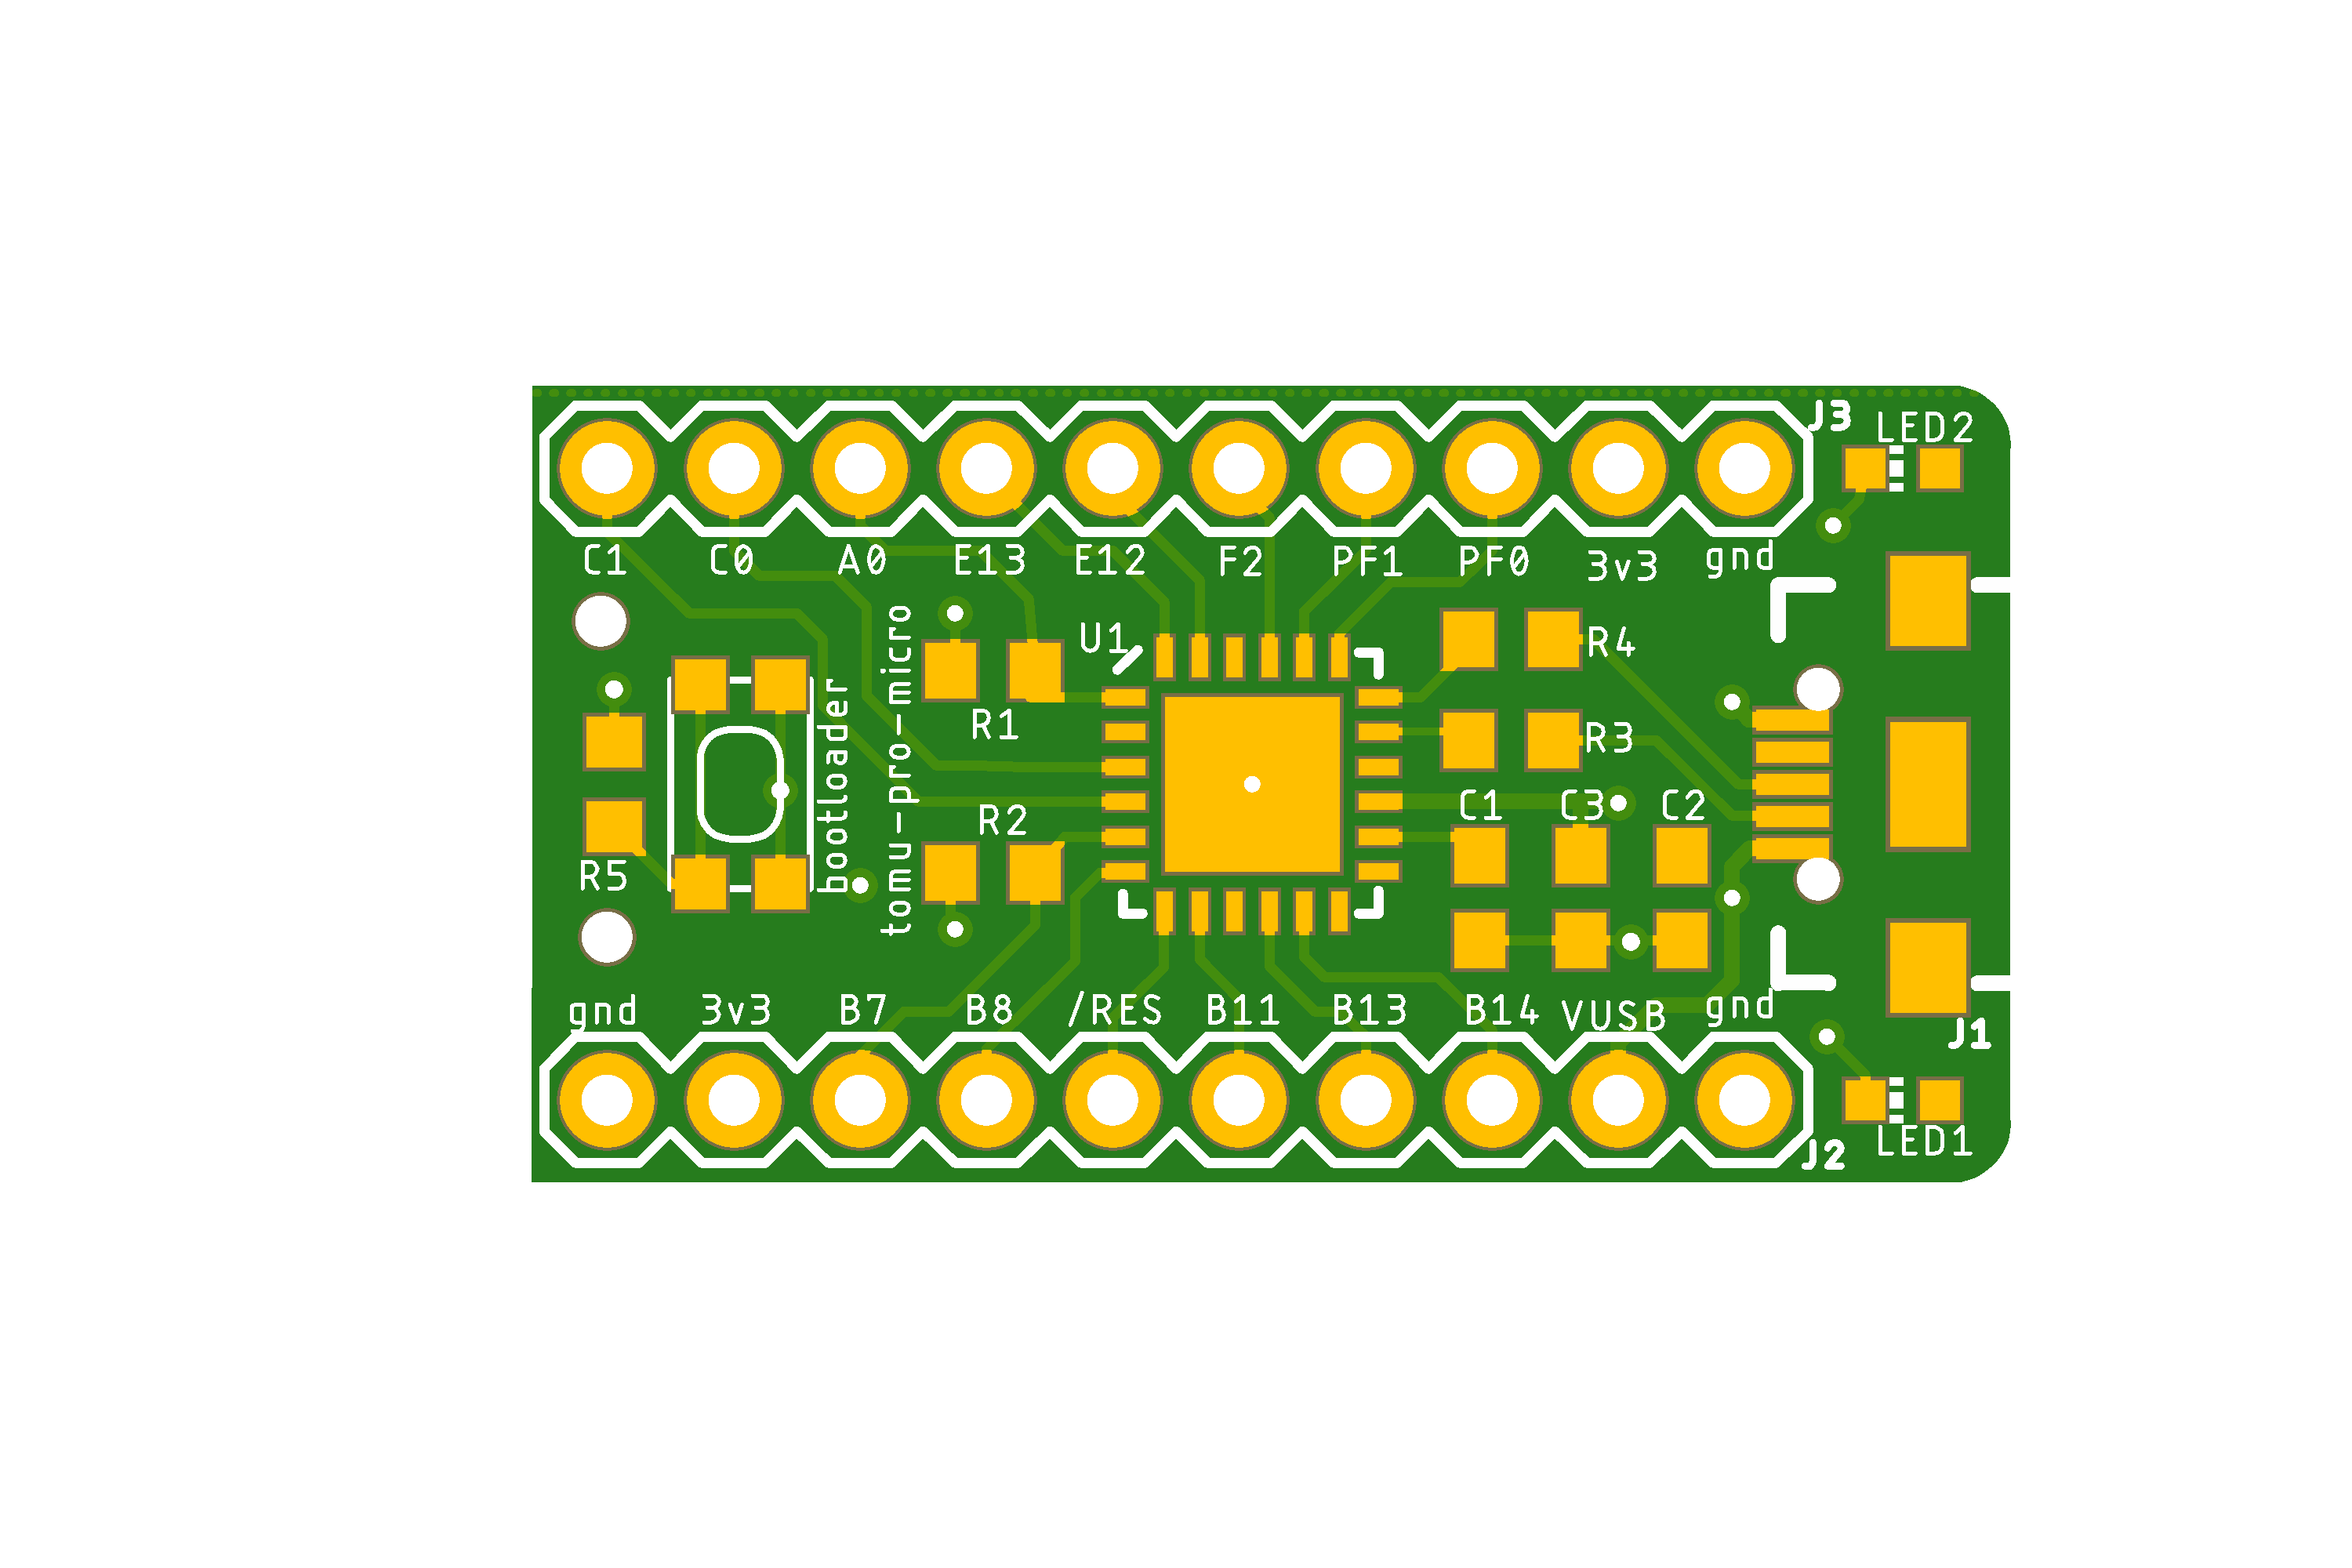 J3
LED2
C1 C0 A0 E13 E12 F2 PF1 PF0 3v3 gnd
U1
R4
tomu-pro-micro
bootloader
R1
R3
R2
C1 C3 C2
R5
gnd 3v3 B7 B8 /RES B11 B13 B14 VUSB gnd
J1
LED1
J2